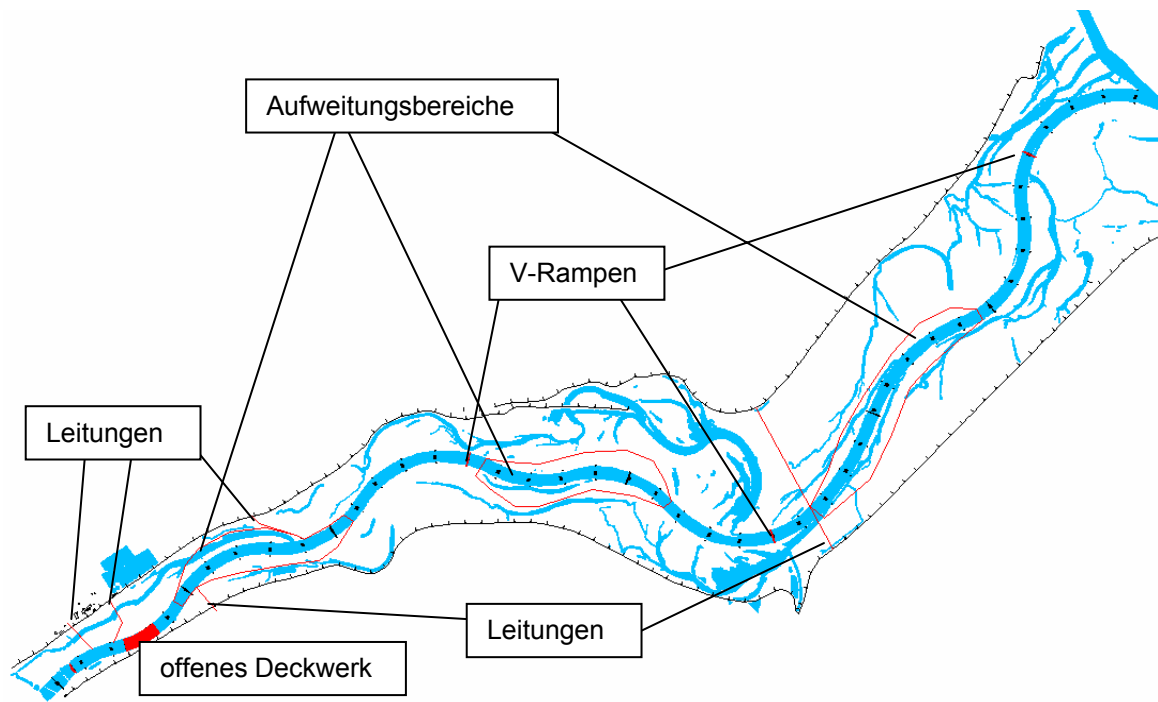 Aufweitungsbereiche
V-Rampen
Leitungen
Leitungen
offenes Deckwerk